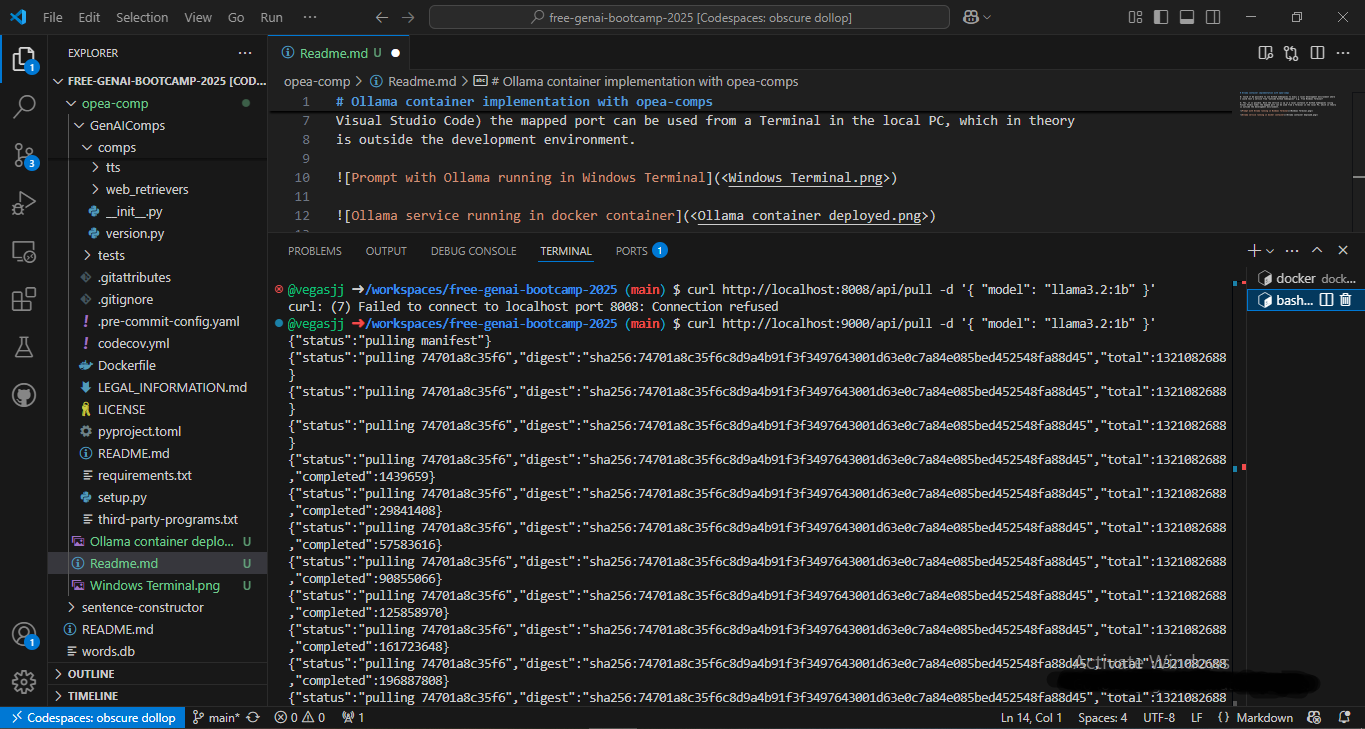 File Edit Selection View Go Run ···
free-genai-bootcamp-2025 [Codespaces: obscure dollop]
EXPLORER
FREE-GENAI-BOOTCAMP-2025 [COD...
opea-comp
GenAIComps
comps
tts
web_retrievers
__init__.py
version.py
tests
.gitattributes
.gitignore
.pre-commit-config.yaml
codecov.yml
Dockerfile
LEGAL_INFORMATION.md
LICENSE
pyproject.toml
README.md
requirements.txt
setup.py
third-party-programs.txt
Ollama container deplo... U
Readme.md U
Windows Terminal.png U
sentence-constructor
README.md
words.db
OUTLINE
TIMELINE
1
3
1
Readme.md U
opea-comp > Readme.md > # Ollama container implementation with opea-comps
1 # Ollama container implementation with opea-comps
7 Visual Studio Code) the mapped port can be used from a Terminal in the local PC, which in theory
8 is outside the development environment.
9
10 ![Prompt with Ollama running in Windows Terminal](<Windows Terminal.png>)
11
12 ![Ollama service running in docker container](<Ollama container deployed.png>)
PROBLEMS OUTPUT DEBUG CONSOLE TERMINAL PORTS 1
docker dock...
bash...
@vegasjj ➜/workspaces/free-genai-bootcamp-2025 (main) $ curl http://localhost:8008/api/pull -d '{ "model": "llama3.2:1b" }'
curl: (7) Failed to connect to localhost port 8008: Connection refused
@vegasjj ➜/workspaces/free-genai-bootcamp-2025 (main) $ curl http://localhost:9000/api/pull -d '{ "model": "llama3.2:1b" }'
{"status":"pulling manifest"}
{"status":"pulling 74701a8c35f6","digest":"sha256:74701a8c35f6c8d9a4b91f3f3497643001d63e0c7a84e085bed452548fa88d45","total":1321082688
}
{"status":"pulling 74701a8c35f6","digest":"sha256:74701a8c35f6c8d9a4b91f3f3497643001d63e0c7a84e085bed452548fa88d45","total":1321082688
}
{"status":"pulling 74701a8c35f6","digest":"sha256:74701a8c35f6c8d9a4b91f3f3497643001d63e0c7a84e085bed452548fa88d45","total":1321082688
}
{"status":"pulling 74701a8c35f6","digest":"sha256:74701a8c35f6c8d9a4b91f3f3497643001d63e0c7a84e085bed452548fa88d45","total":1321082688
,"completed":1439659}
{"status":"pulling 74701a8c35f6","digest":"sha256:74701a8c35f6c8d9a4b91f3f3497643001d63e0c7a84e085bed452548fa88d45","total":1321082688
,"completed":29841408}
{"status":"pulling 74701a8c35f6","digest":"sha256:74701a8c35f6c8d9a4b91f3f3497643001d63e0c7a84e085bed452548fa88d45","total":1321082688
,"completed":57583616}
{"status":"pulling 74701a8c35f6","digest":"sha256:74701a8c35f6c8d9a4b91f3f3497643001d63e0c7a84e085bed452548fa88d45","total":1321082688
,"completed":90855066}
{"status":"pulling 74701a8c35f6","digest":"sha256:74701a8c35f6c8d9a4b91f3f3497643001d63e0c7a84e085bed452548fa88d45","total":1321082688
,"completed":125858970}
{"status":"pulling 74701a8c35f6","digest":"sha256:74701a8c35f6c8d9a4b91f3f3497643001d63e0c7a84e085bed452548fa88d45","total":1321082688
,"completed":161723648}
{"status":"pulling 74701a8c35f6","digest":"sha256:74701a8c35f6c8d9a4b91f3f3497643001d63e0c7a84e085bed452548fa88d45","total":1321082688
,"completed":196887808}
{"status":"pulling 74701a8c35f6","digest":"sha256:74701a8c35f6c8d9a4b91f3f3497643001d63e0c7a84e085bed452548fa88d45","total":1321082688
Activate Windows
Codespaces: obscure dollop main* 0 0 1 Ln 14, Col 1 Spaces: 4 UTF-8 LF {} Markdown